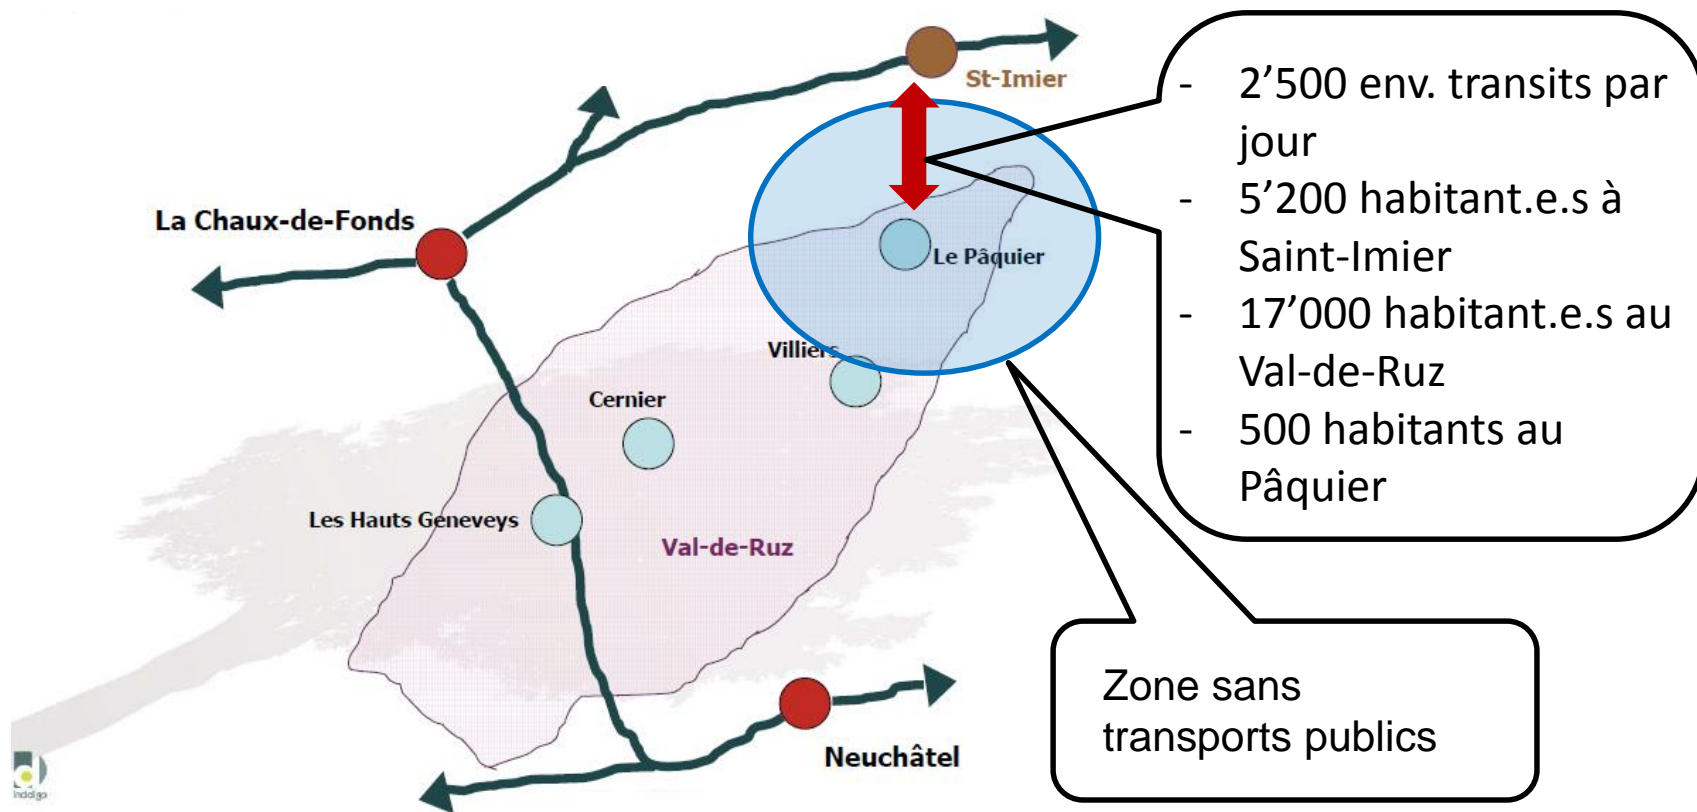 St-Imier
- 2’500 env. transits par
jour
- 5’200 habitant.e.s à
Saint-Imier
- 17’000 habitant.e.s au
Val-de-Ruz
- 500 habitants au
Pâquier
La Chaux-de-Fonds
Le Pâquier
Villiers
Cernier
Les Hauts Geneveys
Val-de-Ruz
Zone sans
transports publics
Neuchâtel
indigo